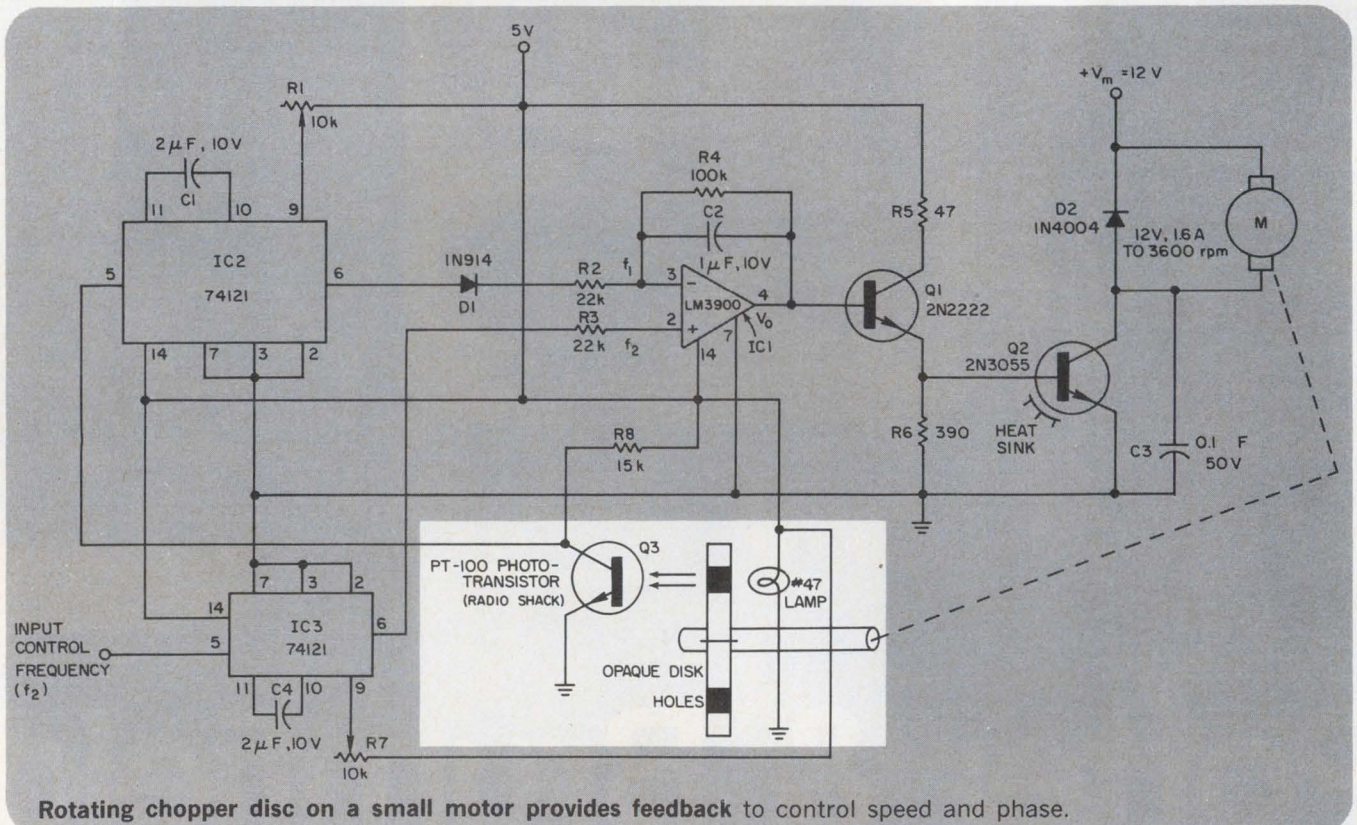 5V
+Vm = 12 V
R1
10k
2µF, 10V
C1
11
10
9
R4
100k
C2
1µF, 10V
R5 47
D2
1N4004
12V, 1.6A
TO 3600 rpm
M
5
IC2
74121
6
1N914
D1
R2
22k
f1
3
−
LM3900
4
Vo
IC1
R3
22k
f2
2
+
7
14
Q1
2N2222
14
7
3
2
Q2
2N3055
HEAT
SINK
R6 390
C3
0.1 F
50V
R8
15k
7
3
2
14
IC3
74121
6
INPUT
CONTROL
FREQUENCY
(f2)
5
11
C4
10
9
2µF, 10V
R7
10k
Q3
PT-100 PHOTO-
TRANSISTOR
(RADIO SHACK)
#47
LAMP
OPAQUE DISK
HOLES
Rotating chopper disc on a small motor provides feedback to control speed and phase.